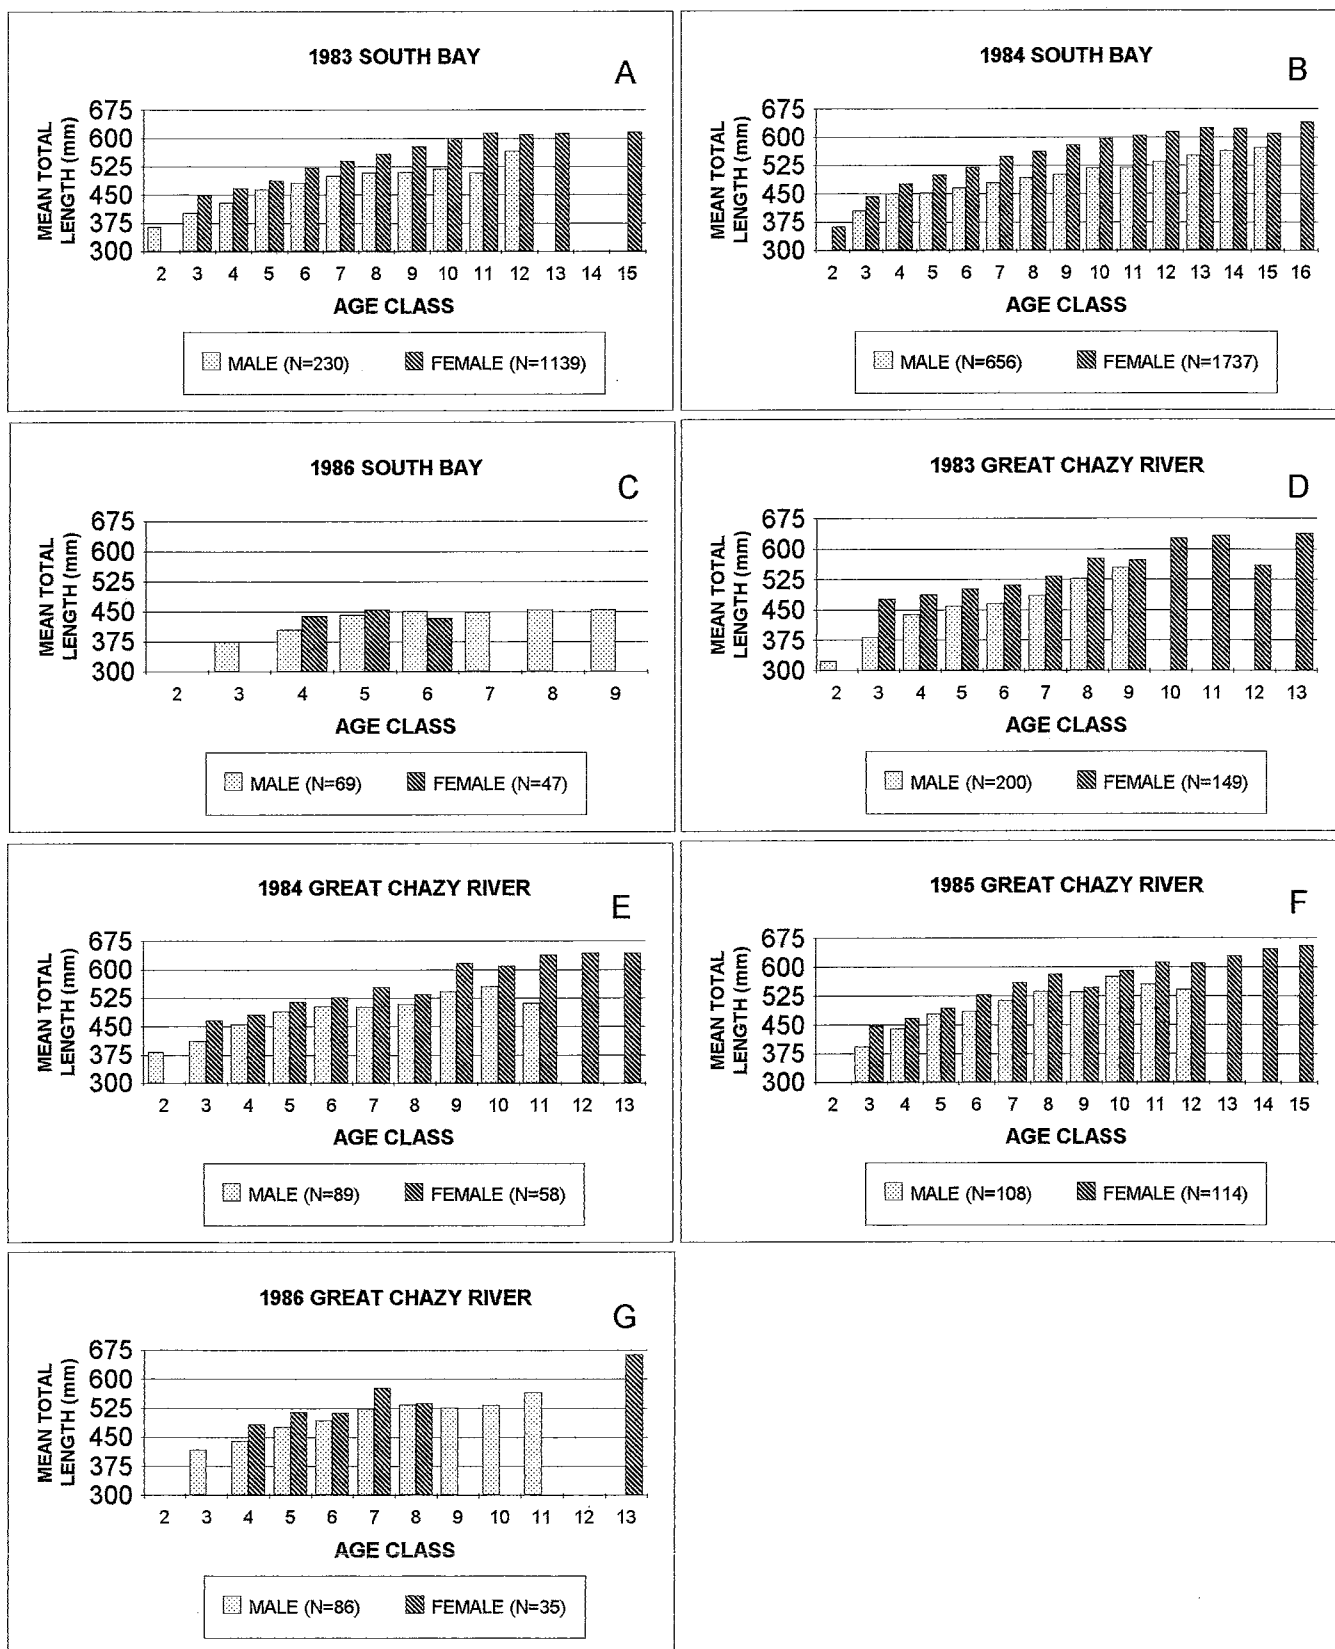 1983 SOUTH BAY
A
MEAN TOTAL
LENGTH (mm)
675
600
525
450
375
300
2 3 4 5 6 7 8 9 10 11 12 13 14 15
AGE CLASS
MALE (N=230) FEMALE (N=1139)
1984 SOUTH BAY
B
MEAN TOTAL
LENGTH (mm)
675
600
525
450
375
300
2 3 4 5 6 7 8 9 10 11 12 13 14 15 16
AGE CLASS
MALE (N=656) FEMALE (N=1737)
1986 SOUTH BAY
C
MEAN TOTAL
LENGTH (mm)
675
600
525
450
375
300
2 3 4 5 6 7 8 9
AGE CLASS
MALE (N=69) FEMALE (N=47)
1983 GREAT CHAZY RIVER
D
MEAN TOTAL
LENGTH (mm)
675
600
525
450
375
300
2 3 4 5 6 7 8 9 10 11 12 13
AGE CLASS
MALE (N=200) FEMALE (N=149)
1984 GREAT CHAZY RIVER
E
MEAN TOTAL
LENGTH (mm)
675
600
525
450
375
300
2 3 4 5 6 7 8 9 10 11 12 13
AGE CLASS
MALE (N=89) FEMALE (N=58)
1985 GREAT CHAZY RIVER
F
MEAN TOTAL
LENGTH (mm)
675
600
525
450
375
300
2 3 4 5 6 7 8 9 10 11 12 13 14 15
AGE CLASS
MALE (N=108) FEMALE (N=114)
1986 GREAT CHAZY RIVER
G
MEAN TOTAL
LENGTH (mm)
675
600
525
450
375
300
2 3 4 5 6 7 8 9 10 11 12 13
AGE CLASS
MALE (N=86) FEMALE (N=35)